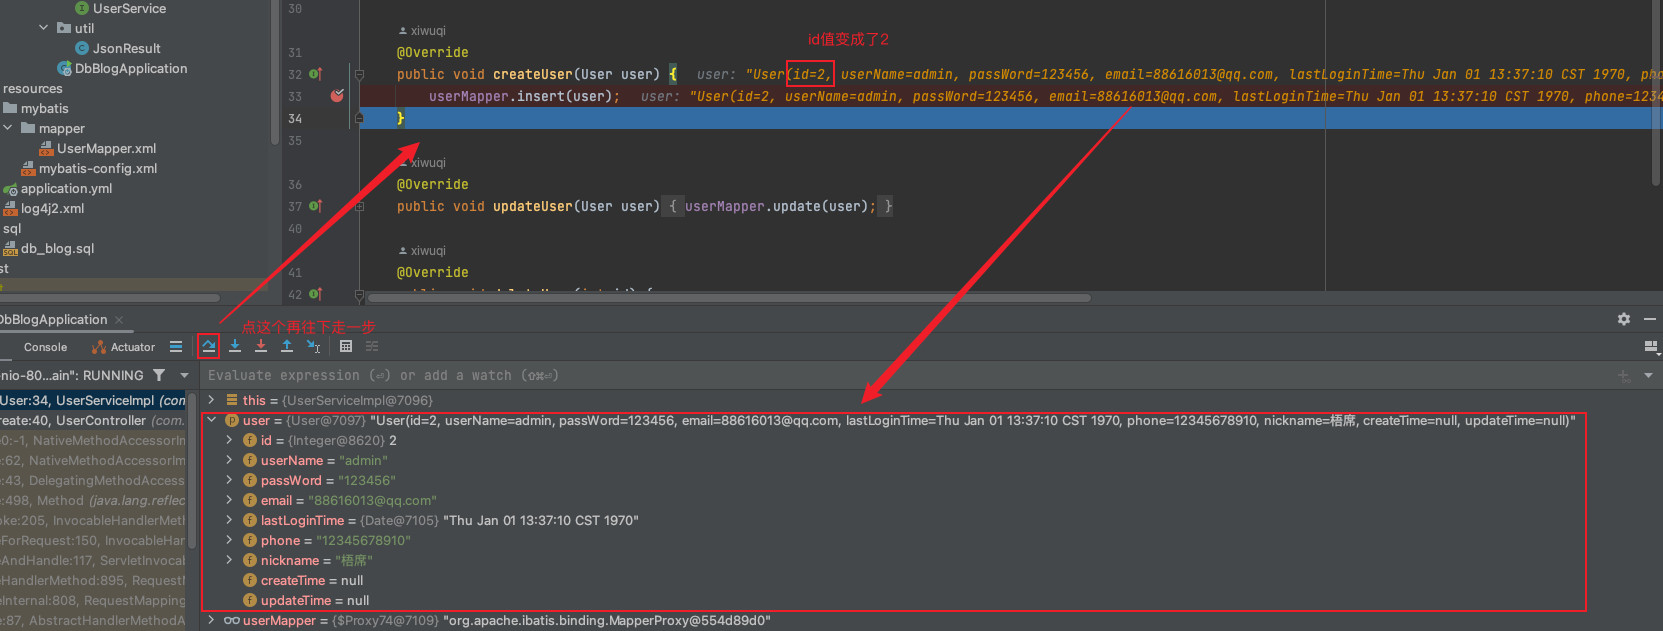 UserService
util
JsonResult
DbBlogApplication
resources
mybatis
mapper
UserMapper.xml
mybatis-config.xml
application.yml
log4j2.xml
sql
db_blog.sql
st
30
xiwuqi
id值变成了2
31 @Override
32 public void createUser(User user) { user: "User(id=2, userName=admin, passWord=123456, email=88616013@qq.com, lastLoginTime=Thu Jan 01 13:37:10 CST 1970, pho
33 userMapper.insert(user); user: "User(id=2, userName=admin, passWord=123456, email=88616013@qq.com, lastLoginTime=Thu Jan 01 13:37:10 CST 1970, phone=1234
34 }
35
xiwuqi
36 @Override
37 public void updateUser(User user) { userMapper.update(user); }
40
xiwuqi
41 @Override
42
DbBlogApplication
点这个再往下走一步
Console Actuator
nio-80...ain": RUNNING
Evaluate expression (⏎) or add a watch (⇧⌘⏎)
User:34, UserServiceImpl (con
reate:40, UserController (com.
e0:-1, NativeMethodAccessorIn
e:62, NativeMethodAccessorIm
e:43, DelegatingMethodAccess
e:498, Method (java.lang.reflec
oke:205, InvocableHandlerMeth
eForRequest:150, InvocableHan
eAndHandle:117, ServletInvocab
eHandlerMethod:895, RequestM
eInternal:808, RequestMapping
e:87, AbstractHandlerMethodA
this = {UserServiceImpl@7096}
user = {User@7097} "User(id=2, userName=admin, passWord=123456, email=88616013@qq.com, lastLoginTime=Thu Jan 01 13:37:10 CST 1970, phone=12345678910, nickname=梧席, createTime=null, updateTime=null)"
id = {Integer@8620} 2
userName = "admin"
passWord = "123456"
email = "88616013@qq.com"
lastLoginTime = {Date@7105} "Thu Jan 01 13:37:10 CST 1970"
phone = "12345678910"
nickname = "梧席"
createTime = null
updateTime = null
userMapper = {$Proxy74@7109} "org.apache.ibatis.binding.MapperProxy@554d89d0"